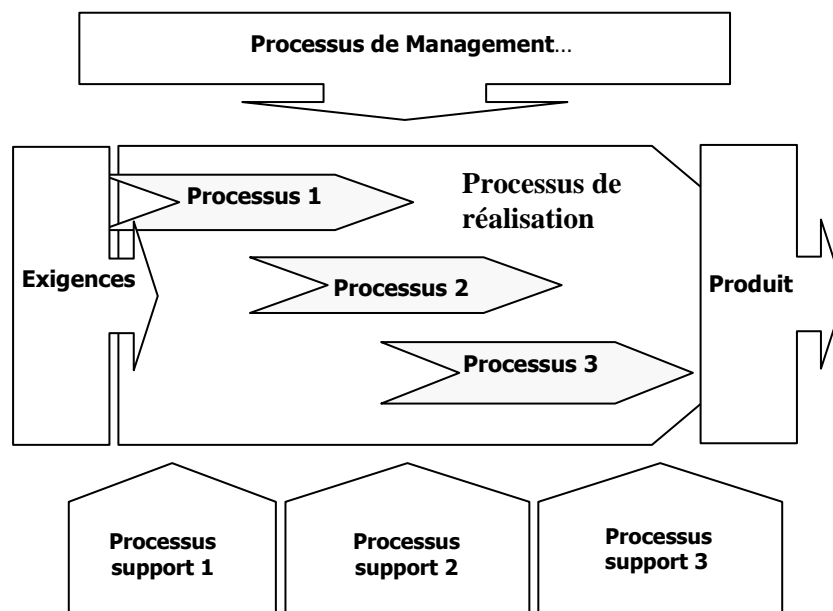 Processus de Management...
Processus 1
Processus de
réalisation
Exigences
Processus 2
Produit
Processus 3
Processus
support 1
Processus
support 2
Processus
support 3